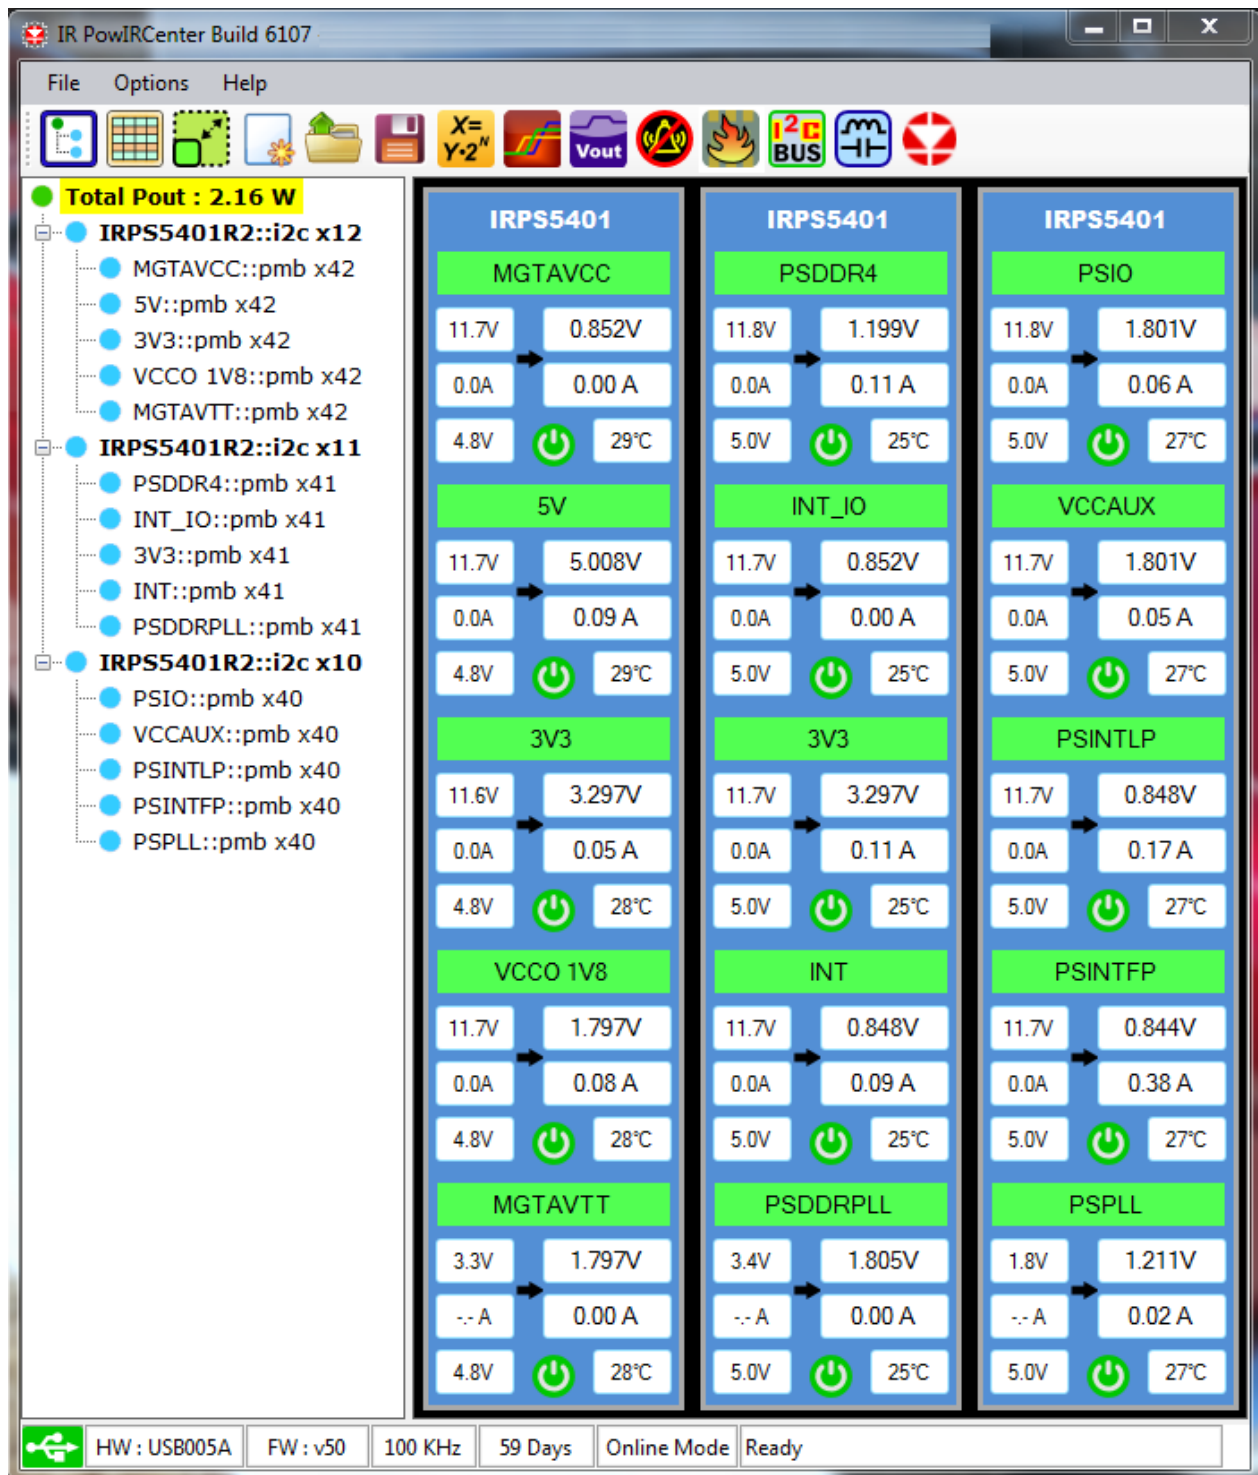 IR PowIRCenter Build 6107
File Options Help
X=
Y·2ᴺ
Vout
I²C
BUS
Total Pout : 2.16 W
IRPS5401R2::i2c x12
MGTAVCC::pmb x42
5V::pmb x42
3V3::pmb x42
VCCO 1V8::pmb x42
MGTAVTT::pmb x42
IRPS5401R2::i2c x11
PSDDR4::pmb x41
INT_IO::pmb x41
3V3::pmb x41
INT::pmb x41
PSDDRPLL::pmb x41
IRPS5401R2::i2c x10
PSIO::pmb x40
VCCAUX::pmb x40
PSINTLP::pmb x40
PSINTFP::pmb x40
PSPLL::pmb x40
IRPS5401
MGTAVCC
11.7V 0.852V
0.0A 0.00 A
4.8V 29°C
5V
11.7V 5.008V
0.0A 0.09 A
4.8V 29°C
3V3
11.6V 3.297V
0.0A 0.05 A
4.8V 28°C
VCCO 1V8
11.7V 1.797V
0.0A 0.08 A
4.8V 28°C
MGTAVTT
3.3V 1.797V
-.- A 0.00 A
4.8V 28°C
IRPS5401
PSDDR4
11.8V 1.199V
0.0A 0.11 A
5.0V 25°C
INT_IO
11.7V 0.852V
0.0A 0.00 A
5.0V 25°C
3V3
11.7V 3.297V
0.0A 0.11 A
5.0V 25°C
INT
11.7V 0.848V
0.0A 0.09 A
5.0V 25°C
PSDDRPLL
3.4V 1.805V
-.- A 0.00 A
5.0V 25°C
IRPS5401
PSIO
11.8V 1.801V
0.0A 0.06 A
5.0V 27°C
VCCAUX
11.7V 1.801V
0.0A 0.05 A
5.0V 27°C
PSINTLP
11.7V 0.848V
0.0A 0.17 A
5.0V 27°C
PSINTFP
11.7V 0.844V
0.0A 0.38 A
5.0V 27°C
PSPLL
1.8V 1.211V
-.- A 0.02 A
5.0V 27°C
HW : USB005A FW : v50 100 KHz 59 Days Online Mode Ready